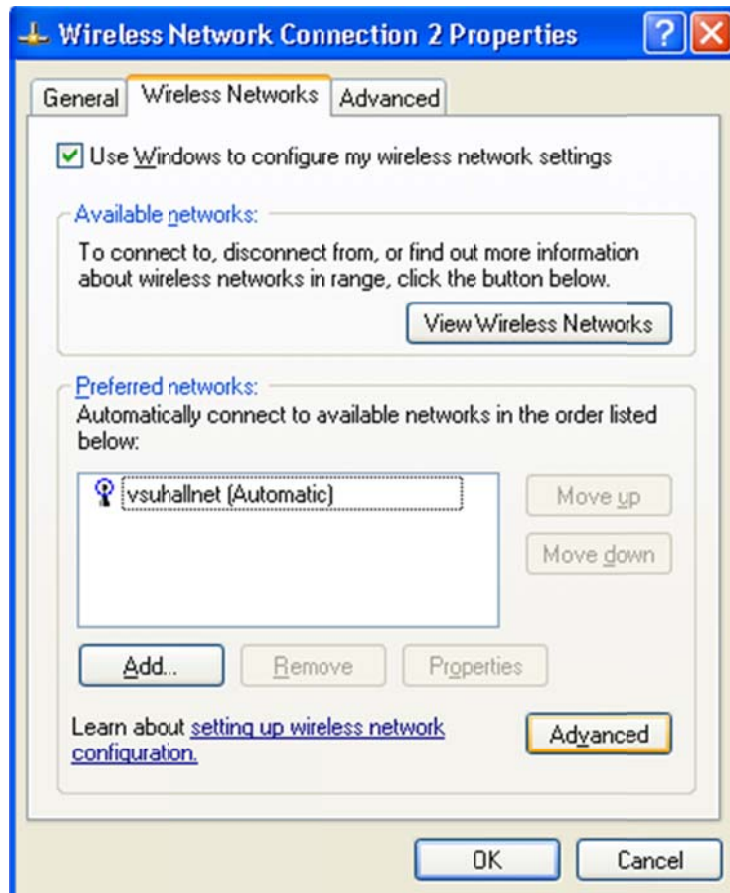 Wireless Network Connection 2 Properties
General Wireless Networks Advanced
Use Windows to configure my wireless network settings
Available networks:
To connect to, disconnect from, or find out more information
about wireless networks in range, click the button below.
View Wireless Networks
Preferred networks:
Automatically connect to available networks in the order listed
below:
vsuhallnet (Automatic)
Move up
Move down
Add... Remove Properties
Learn about setting up wireless network
configuration.
Advanced
OK Cancel